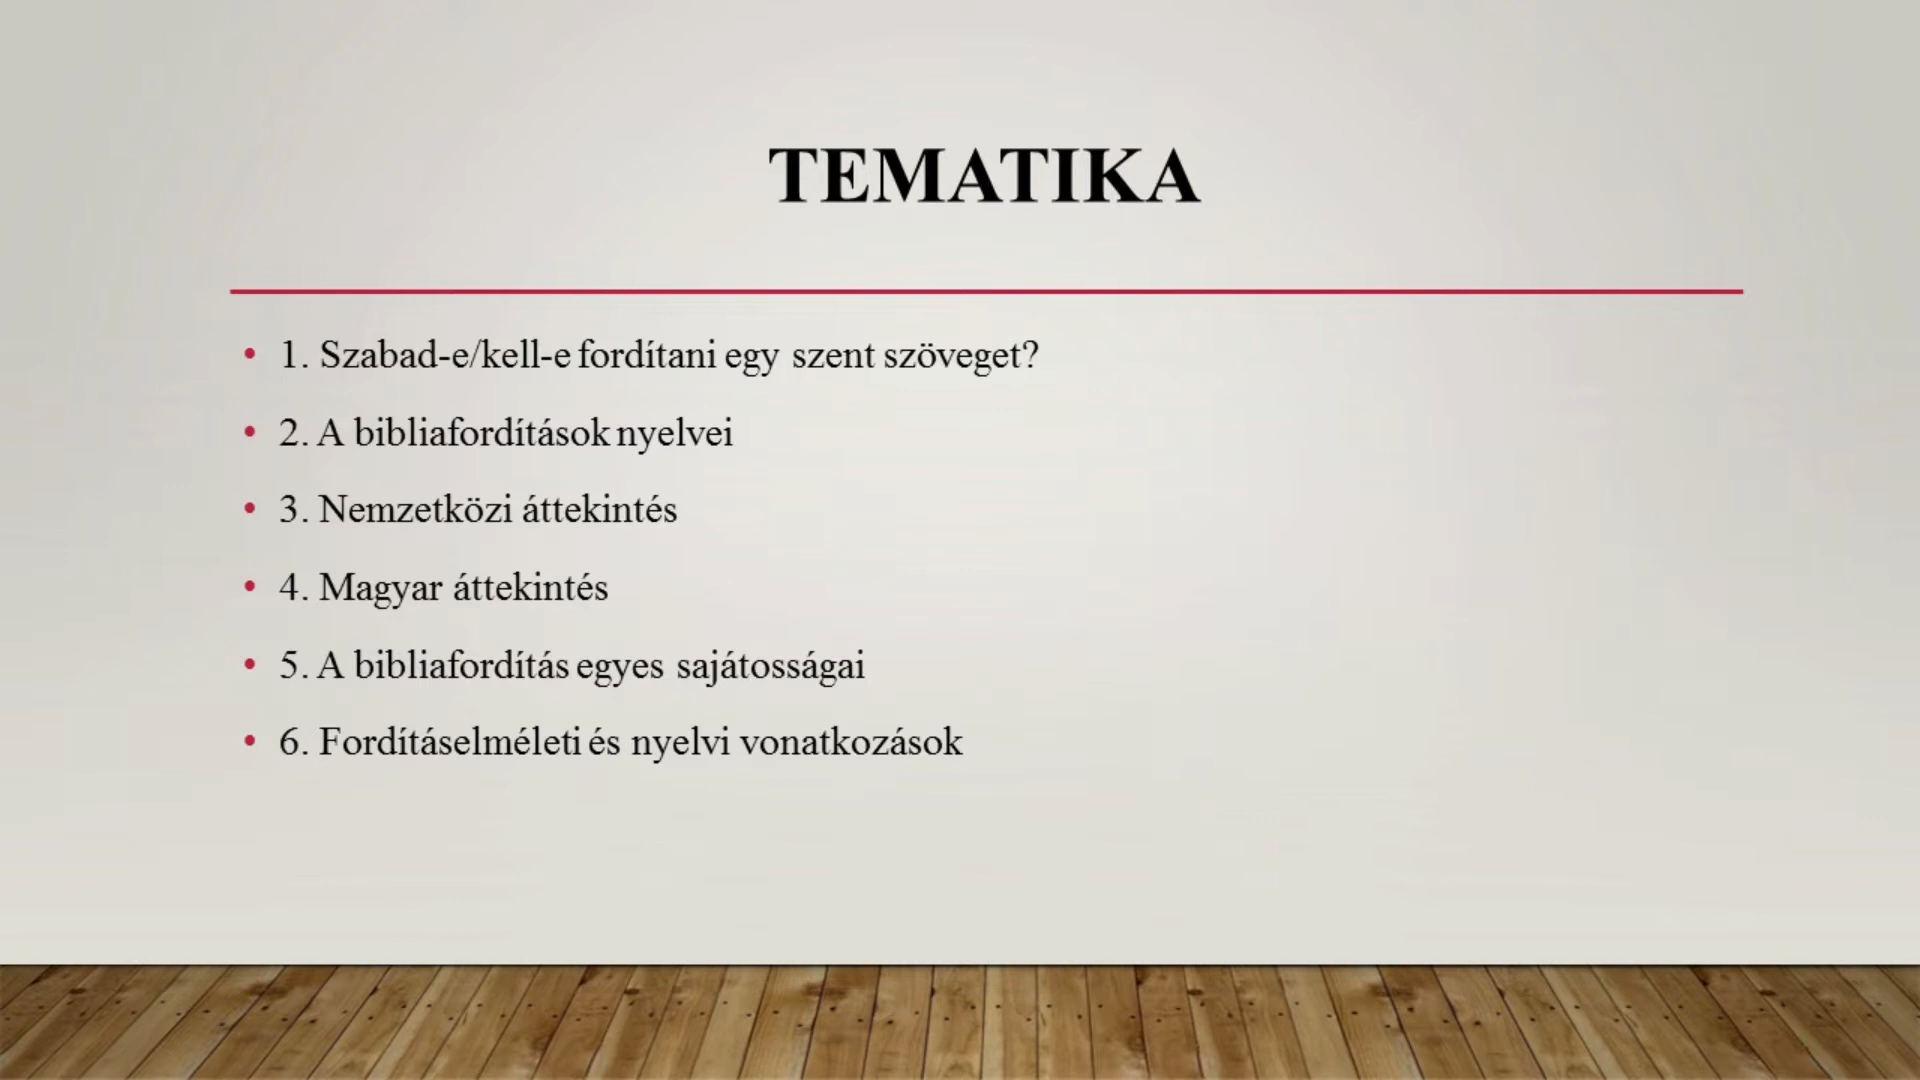 TEMATIKA
• 1. Szabad-e/kell-e fordítani egy szent szöveget?
• 2. A bibliafordítások nyelvei
• 3. Nemzetközi áttekintés
• 4. Magyar áttekintés
• 5. A bibliafordítás egyes sajátosságai
• 6. Fordításelméleti és nyelvi vonatkozások